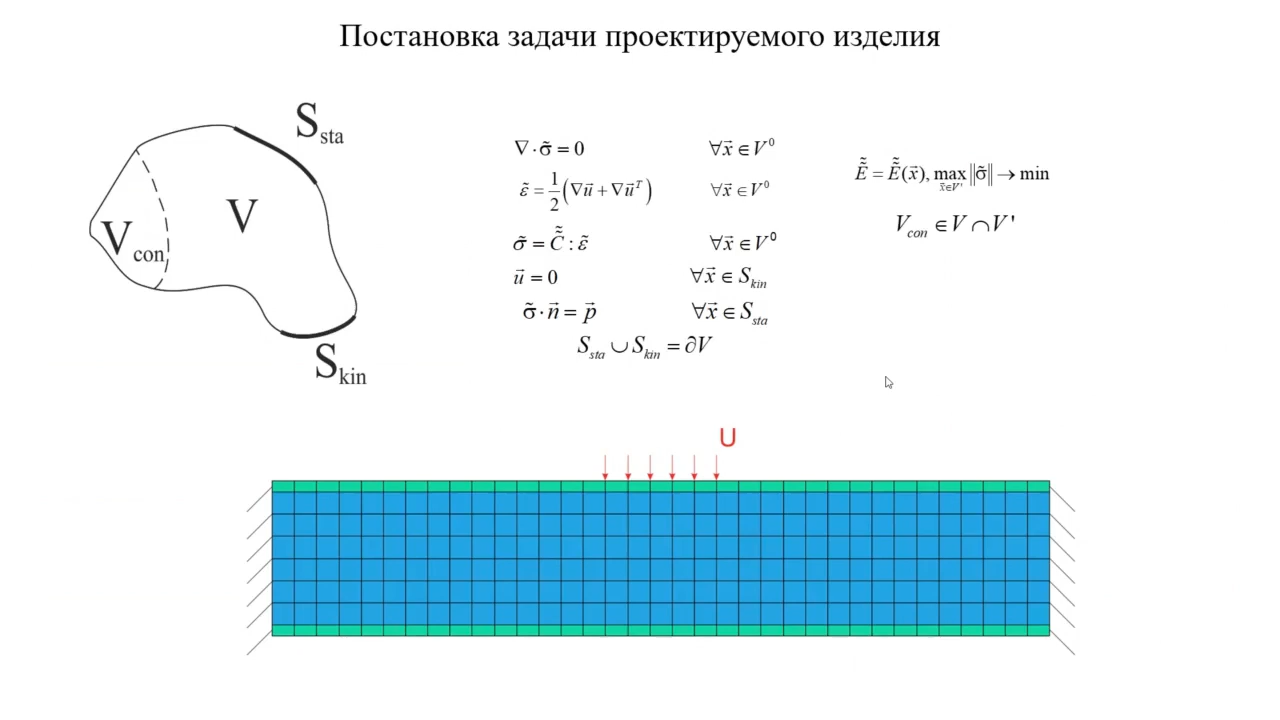 Постановка задачи проектируемого изделия
S_sta
V
V_con
S_kin
∇·σ̃ = 0 ∀x⃗ ∈ V⁰
ε̃ = 1/2(∇u⃗ + ∇u⃗ᵀ) ∀x⃗ ∈ V⁰
σ̃ = C̃̃ : ε̃ ∀x⃗ ∈ V⁰
u⃗ = 0 ∀x⃗ ∈ S_kin
σ̃·n⃗ = p⃗ ∀x⃗ ∈ S_sta
S_sta ∪ S_kin = ∂V
Ẽ̃ = Ẽ̃(x⃗), max_{x⃗∈V'} ||σ̃|| → min
V_con ∈ V ∩ V'
U